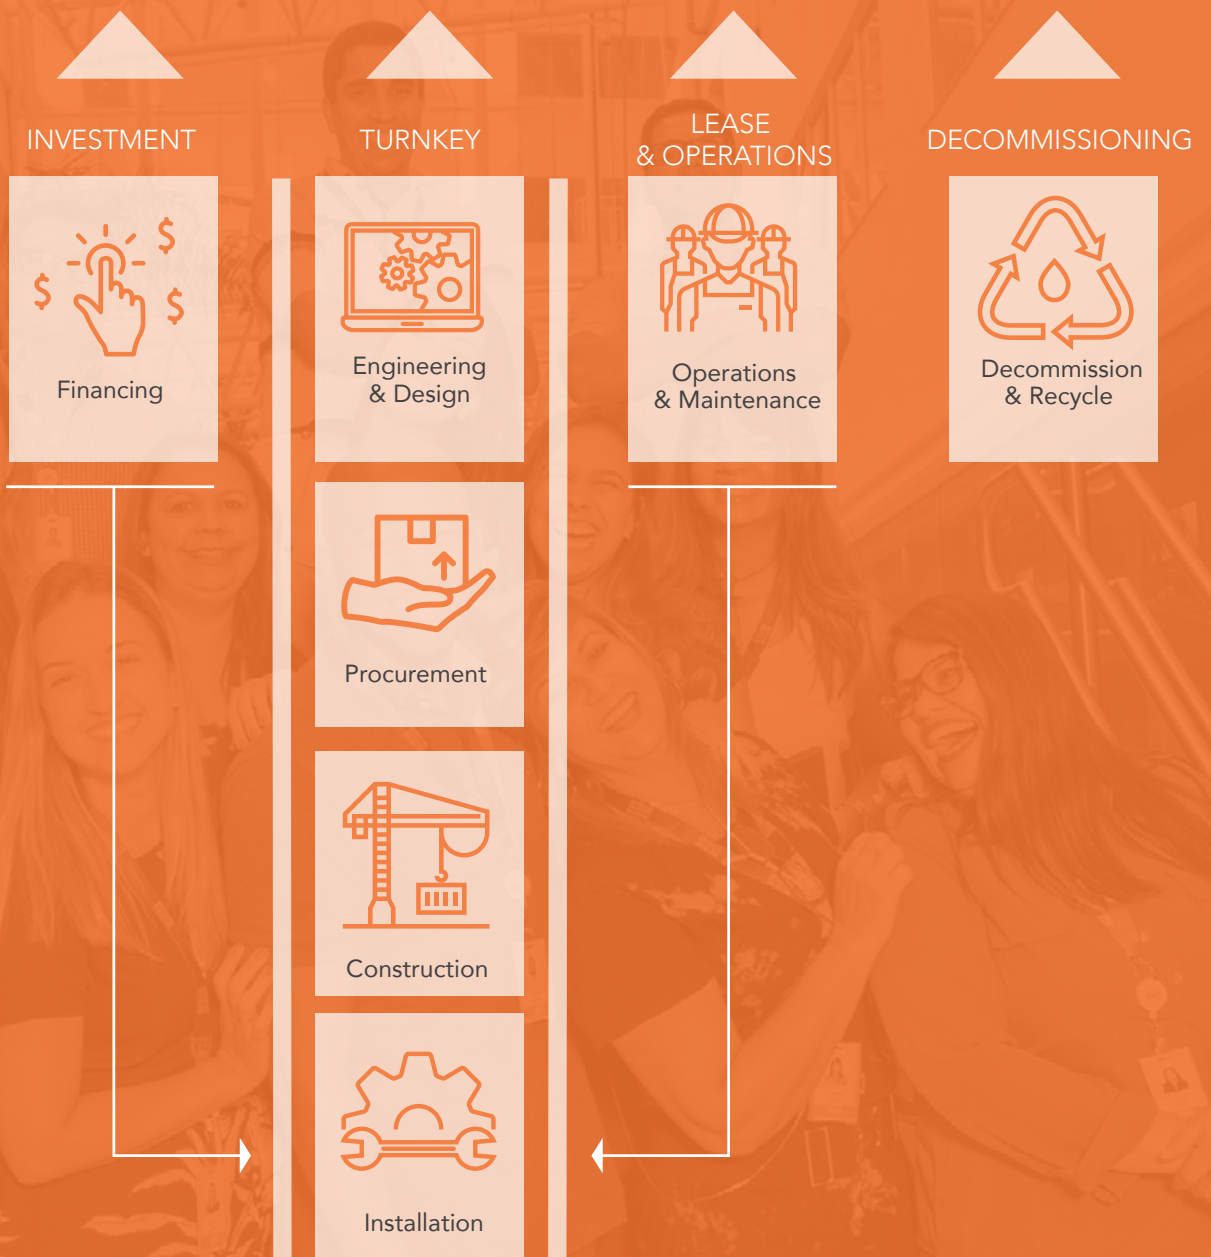 INVESTMENT
Financing
TURNKEY
Engineering
& Design
Procurement
Construction
Installation
LEASE
& OPERATIONS
Operations
& Maintenance
DECOMMISSIONING
Decommission
& Recycle
$
$
$